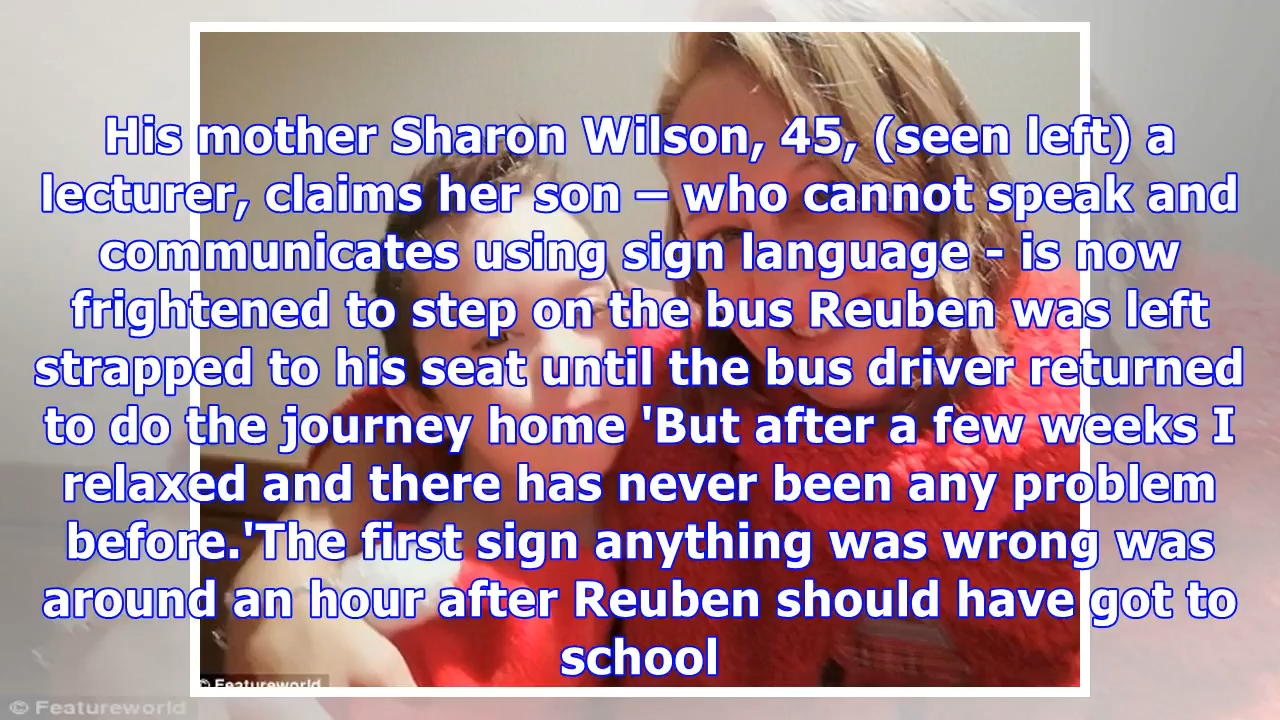 His mother Sharon Wilson, 45, (seen left) a
lecturer, claims her son – who cannot speak and
communicates using sign language - is now
frightened to step on the bus Reuben was left
strapped to his seat until the bus driver returned
to do the journey home 'But after a few weeks I
relaxed and there has never been any problem
before.'The first sign anything was wrong was
around an hour after Reuben should have got to
school
© Featureworld
© Featureworld